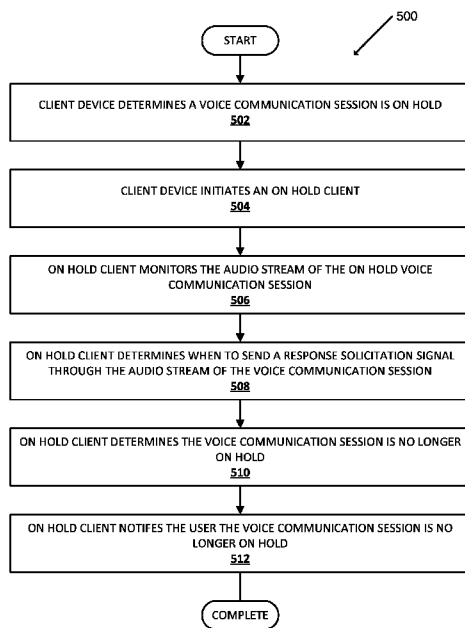 START
500
CLIENT DEVICE DETERMINES A VOICE COMMUNICATION SESSION IS ON HOLD
502
CLIENT DEVICE INITIATES AN ON HOLD CLIENT
504
ON HOLD CLIENT MONITORS THE AUDIO STREAM OF THE ON HOLD VOICE
COMMUNICATION SESSION
506
ON HOLD CLIENT DETERMINES WHEN TO SEND A RESPONSE SOLICITATION SIGNAL
THROUGH THE AUDIO STREAM OF THE VOICE COMMUNICATION SESSION
508
ON HOLD CLIENT DETERMINES THE VOICE COMMUNICATION SESSION IS NO LONGER
ON HOLD
510
ON HOLD CLIENT NOTIFES THE USER THE VOICE COMMUNICATION SESSION IS NO
LONGER ON HOLD
512
COMPLETE